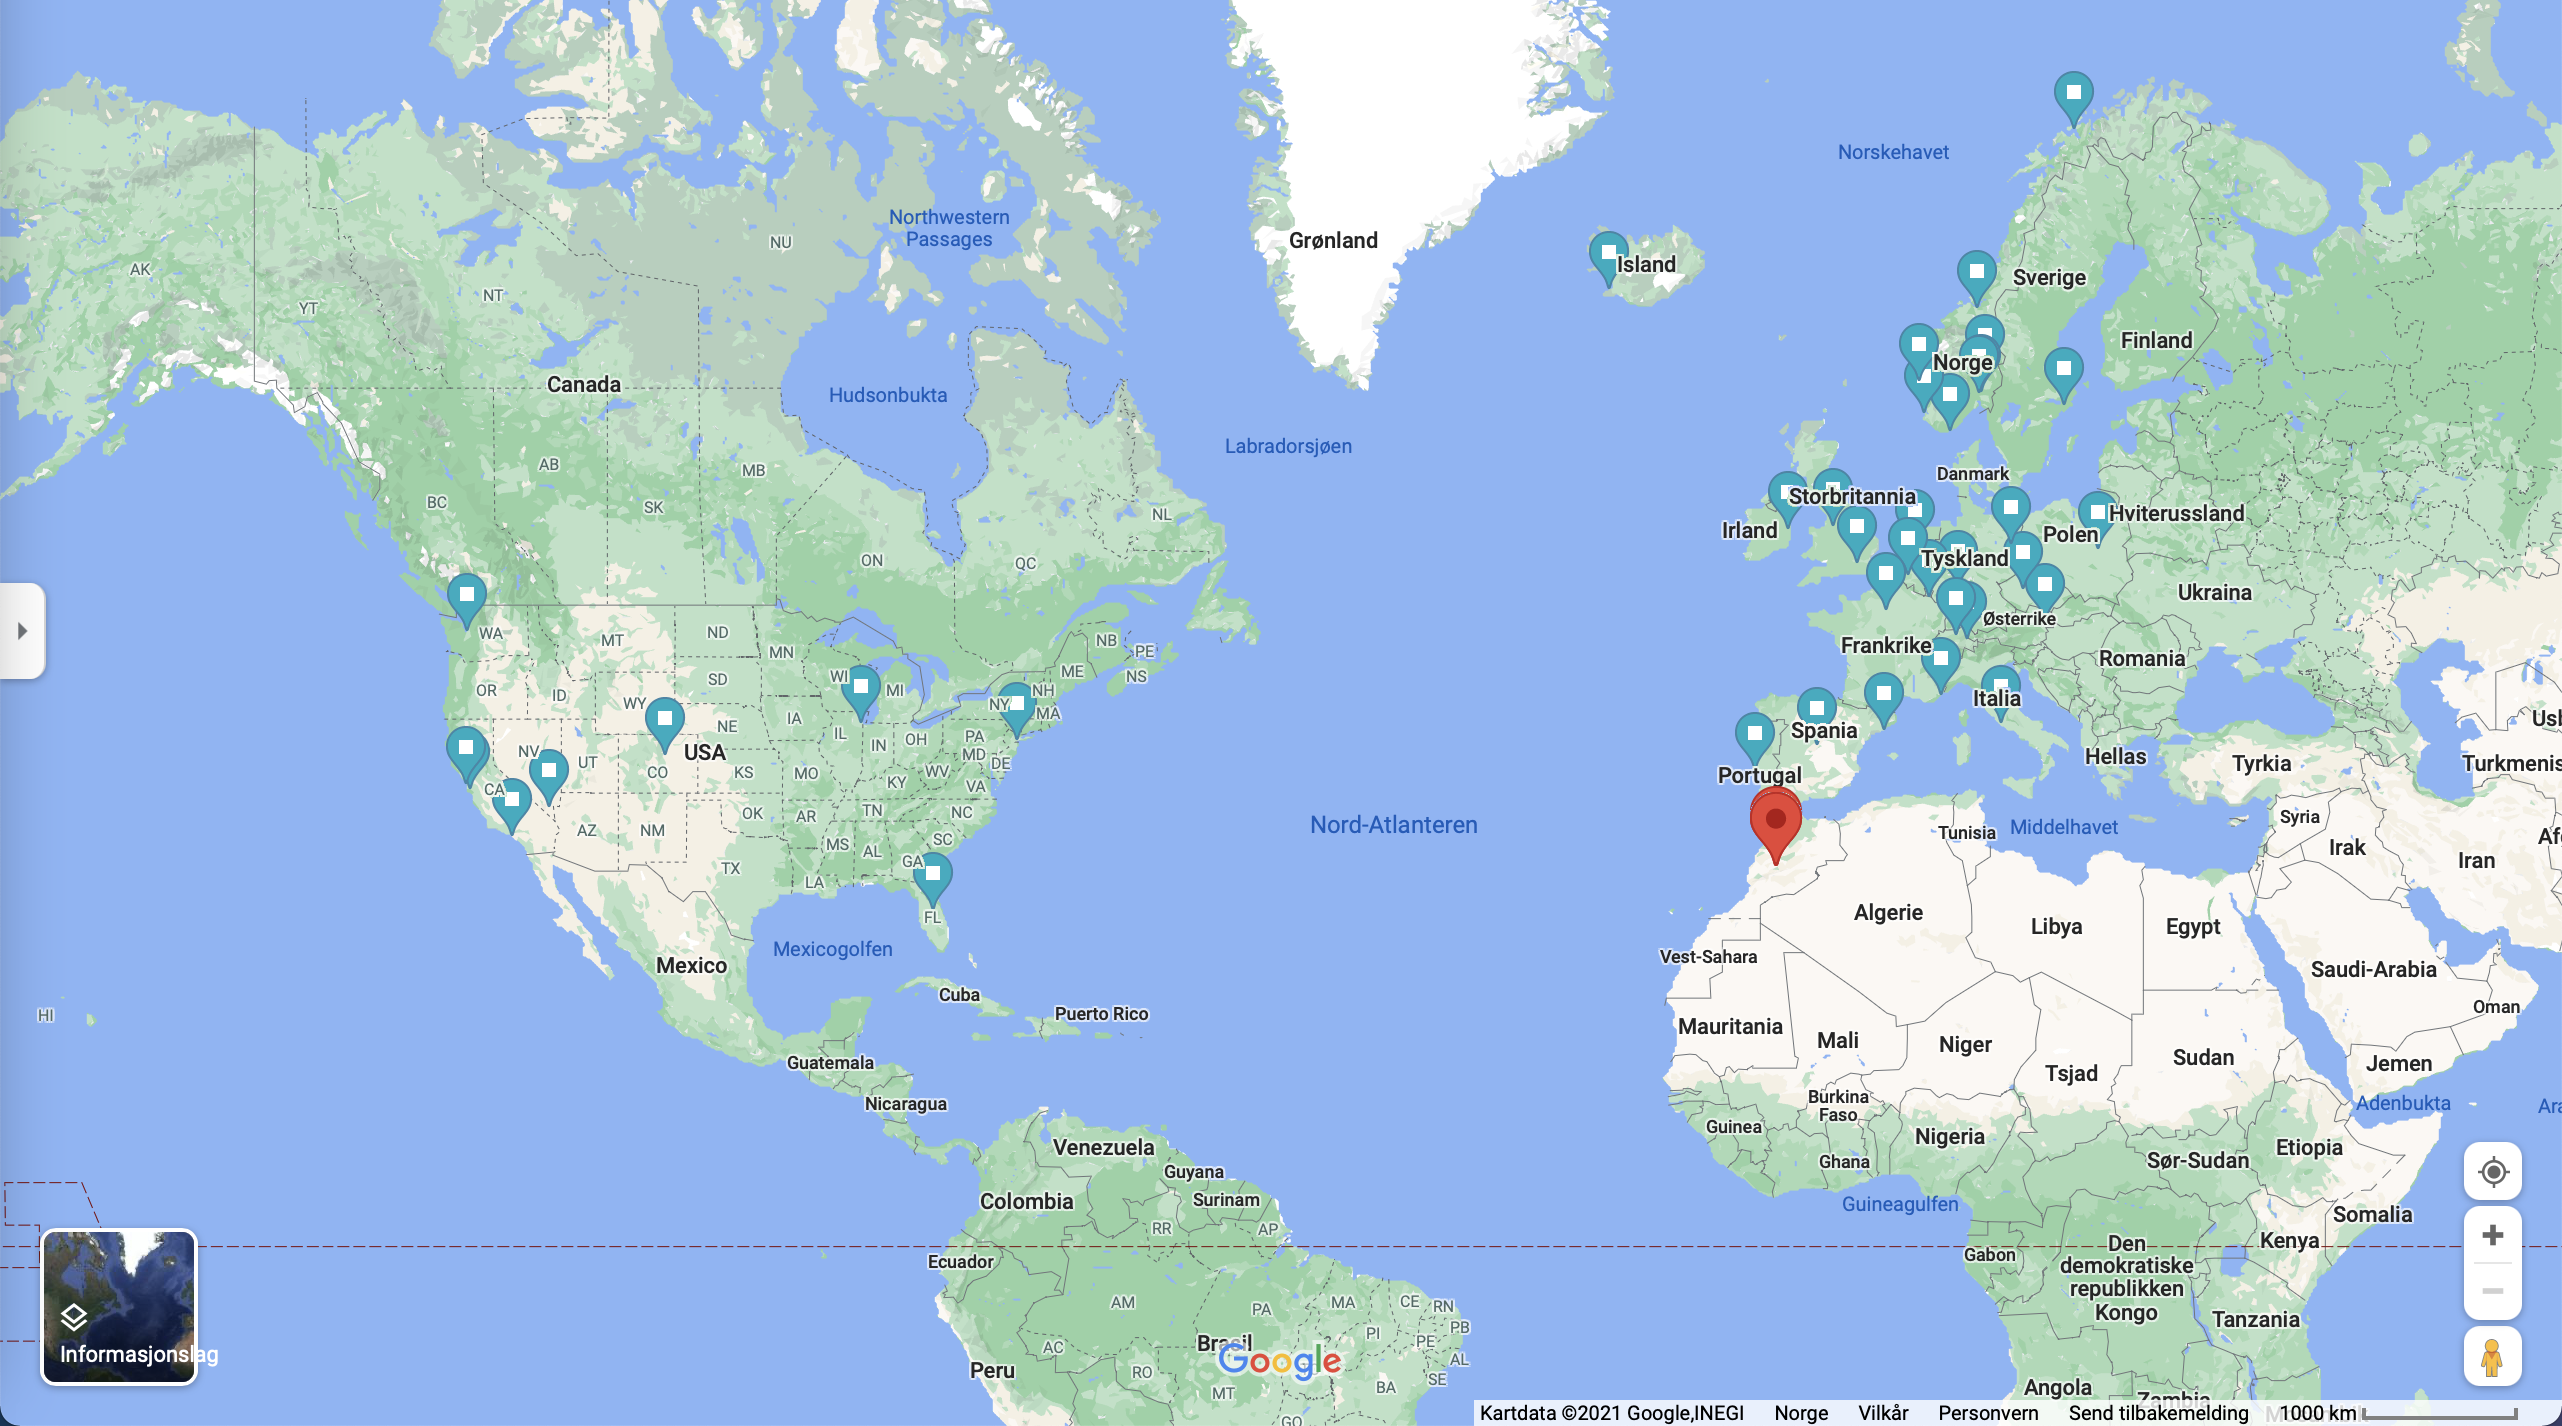 Norskehavet
Northwestern
Passages
NU
Grønland
Island
Sverige
AK
YT
NT
Finland
Norge
Canada
Hudsonbukta
Labradorsjøen
AB
MB
BC
SK
NL
Danmark
Storbritannia
Irland
Hviterussland
Polen
Tyskland
ON
QC
Ukraina
Østerrike
WA
MT
ND
MN
NB
PE
Frankrike
Romania
OR
ID
SD
WI
MI
ME
NS
NH
NY
MA
WY
NE
IA
Italia
Spania
USA
NV
UT
CO
KS
MO
IL
IN
OH
PA
MD
DE
WV
VA
KY
CA
Portugal
Hellas
Tyrkia
Turkmenis
AZ
NM
OK
AR
TN
NC
SC
MS
AL
GA
TX
LA
FL
Nord-Atlanteren
Tunisia
Middelhavet
Syria
Irak
Iran
Algerie
Libya
Egypt
Mexicogolfen
Mexico
Vest-Sahara
Saudi-Arabia
Cuba
Puerto Rico
Oman
HI
Mauritania
Mali
Niger
Tsjad
Sudan
Jemen
Guatemala
Nicaragua
Burkina
Faso
Adenbukta
Guinea
Nigeria
Etiopia
Venezuela
Guyana
Ghana
Sør-Sudan
Colombia
Surinam
Guineagulfen
Somalia
RR
AP
Ecuador
Gabon
Den
demokratiske
republikken
Kongo
Kenya
Tanzania
AM
PA
MA
CE
RN
PB
PI
PE
AL
SE
Brasil
Google
AC
RO
MT
BA
GO
Peru
Angola
Zambia
Informasjonslag
Kartdata ©2021 Google,INEGI Norge Vilkår Personvern Send tilbakemelding 1000 km